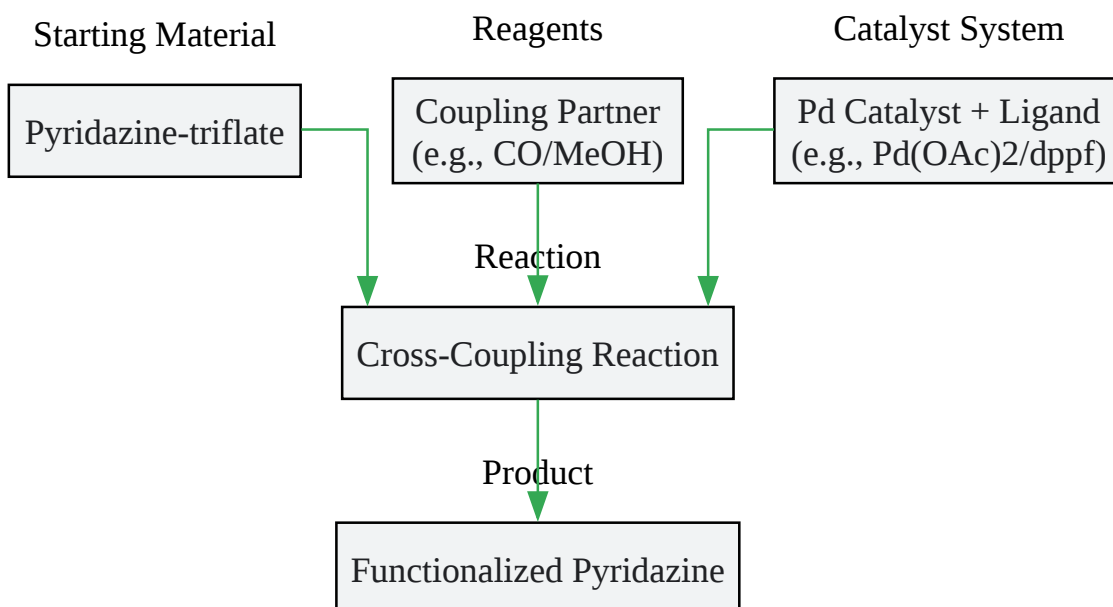 Starting Material
Reagents
Catalyst System
Pyridazine-triflate
Coupling Partner
(e.g., CO/MeOH)
Pd Catalyst + Ligand
(e.g., Pd(OAc)2/dppf)
Reaction
Cross-Coupling Reaction
Product
Functionalized Pyridazine